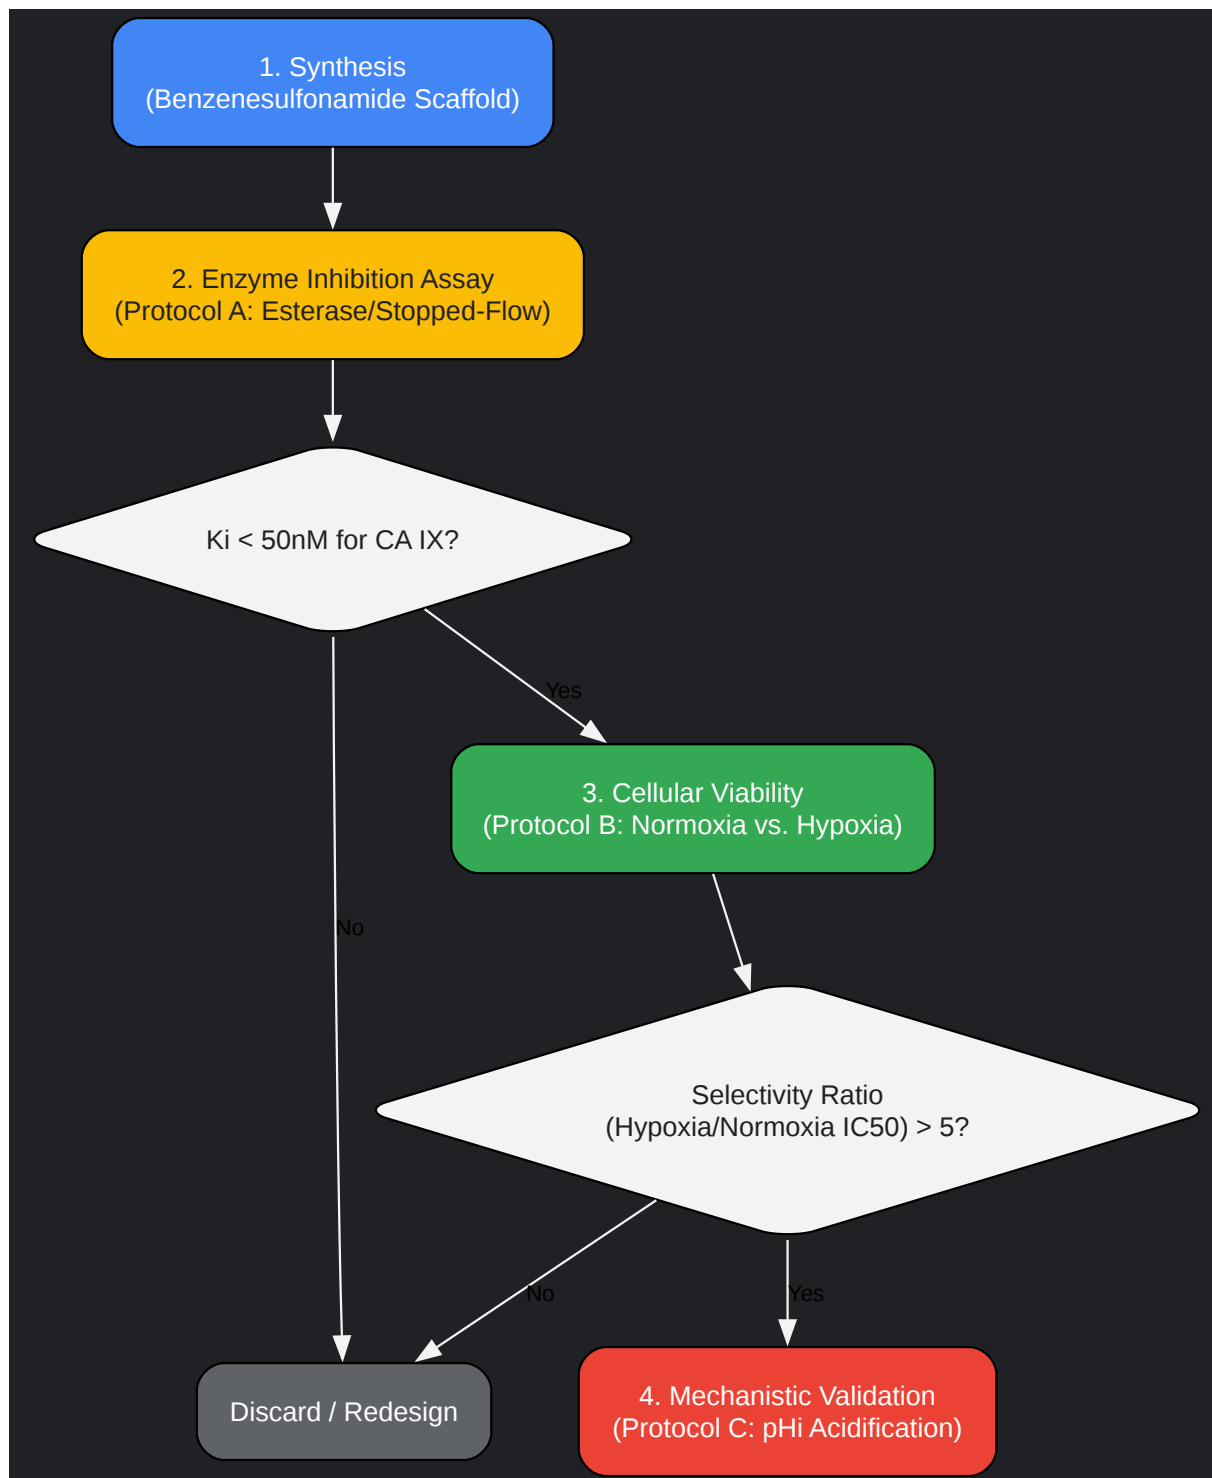 1. Synthesis
(Benzenesulfonamide Scaffold)
2. Enzyme Inhibition Assay
(Protocol A: Esterase/Stopped-Flow)
Ki < 50nM for CA IX?
Yes
3. Cellular Viability
(Protocol B: Normoxia vs. Hypoxia)
No
Selectivity Ratio
(Hypoxia/Normoxia IC50) > 5?
No
Yes
Discard / Redesign
4. Mechanistic Validation
(Protocol C: pHi Acidification)